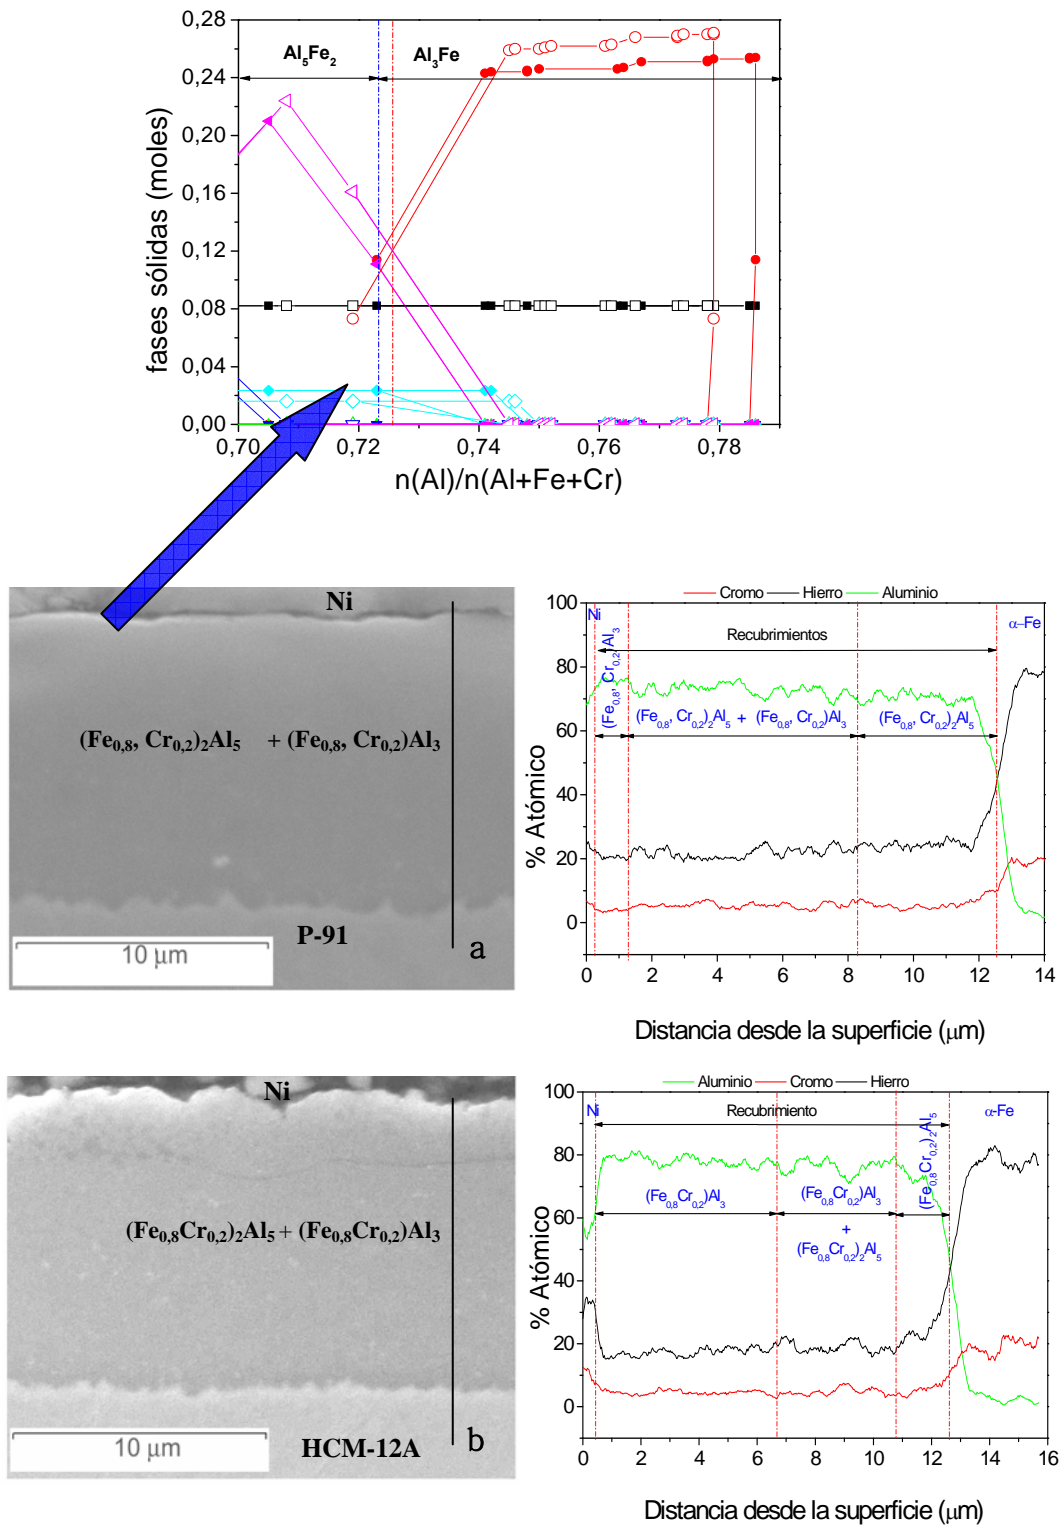 0,28
0,24
0,20
0,16
0,12
0,08
0,04
0,00
fases sólidas (moles)
Al5Fe2
Al3Fe
0,70 0,72 0,74 0,76 0,78
n(Al)/n(Al+Fe+Cr)
Ni
(Fe0,8, Cr0,2)2Al5 + (Fe0,8, Cr0,2)Al3
P-91
10 µm
a
Cromo Hierro Aluminio
100
80
60
40
20
0
% Atómico
Ni
Recubrimientos
α-Fe
(Fe0,8, Cr0,2)Al3
(Fe0,8, Cr0,2)2Al5 + (Fe0,8, Cr0,2)Al3
(Fe0,8, Cr0,2)2Al5
0 2 4 6 8 10 12 14
Distancia desde la superficie (µm)
Ni
(Fe0,8Cr0,2)2Al5 + (Fe0,8Cr0,2)Al3
HCM-12A
10 µm
b
Aluminio Cromo Hierro
100
80
60
40
20
0
% Atómico
Ni
Recubrimiento
α-Fe
(Fe0,8Cr0,2)Al3
(Fe0,8Cr0,2)Al3
+
(Fe0,8Cr0,2)2Al5
(Fe0,8Cr0,2)2Al5
0 2 4 6 8 10 12 14 16
Distancia desde la superficie (µm)